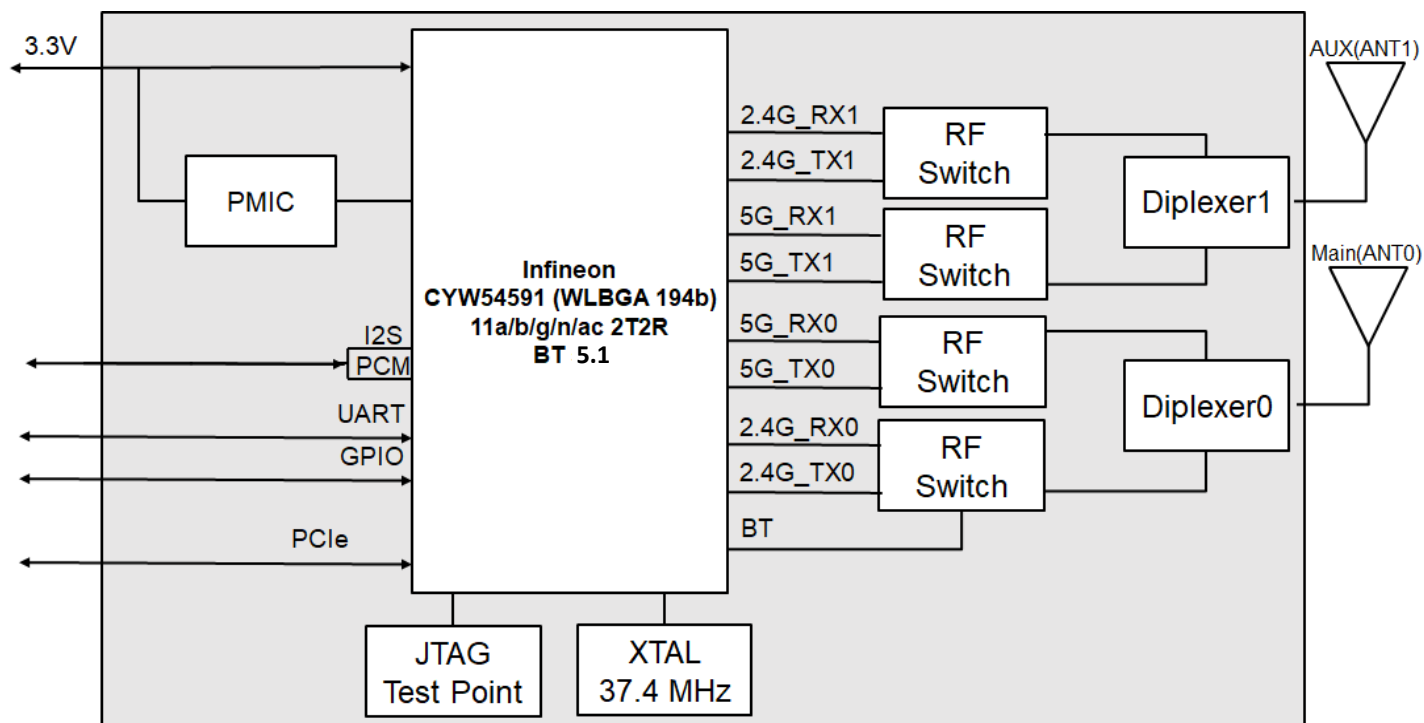 3.3V
PMIC
I2S
PCM
UART
GPIO
PCIe
Infineon
CYW54591 (WLBGA 194b)
11a/b/g/n/ac 2T2R
BT 5.1
JTAG
Test Point
XTAL
37.4 MHz
2.4G_RX1
2.4G_TX1
5G_RX1
5G_TX1
5G_RX0
5G_TX0
2.4G_RX0
2.4G_TX0
BT
RF
Switch
RF
Switch
RF
Switch
RF
Switch
Diplexer1
Diplexer0
AUX(ANT1)
Main(ANT0)